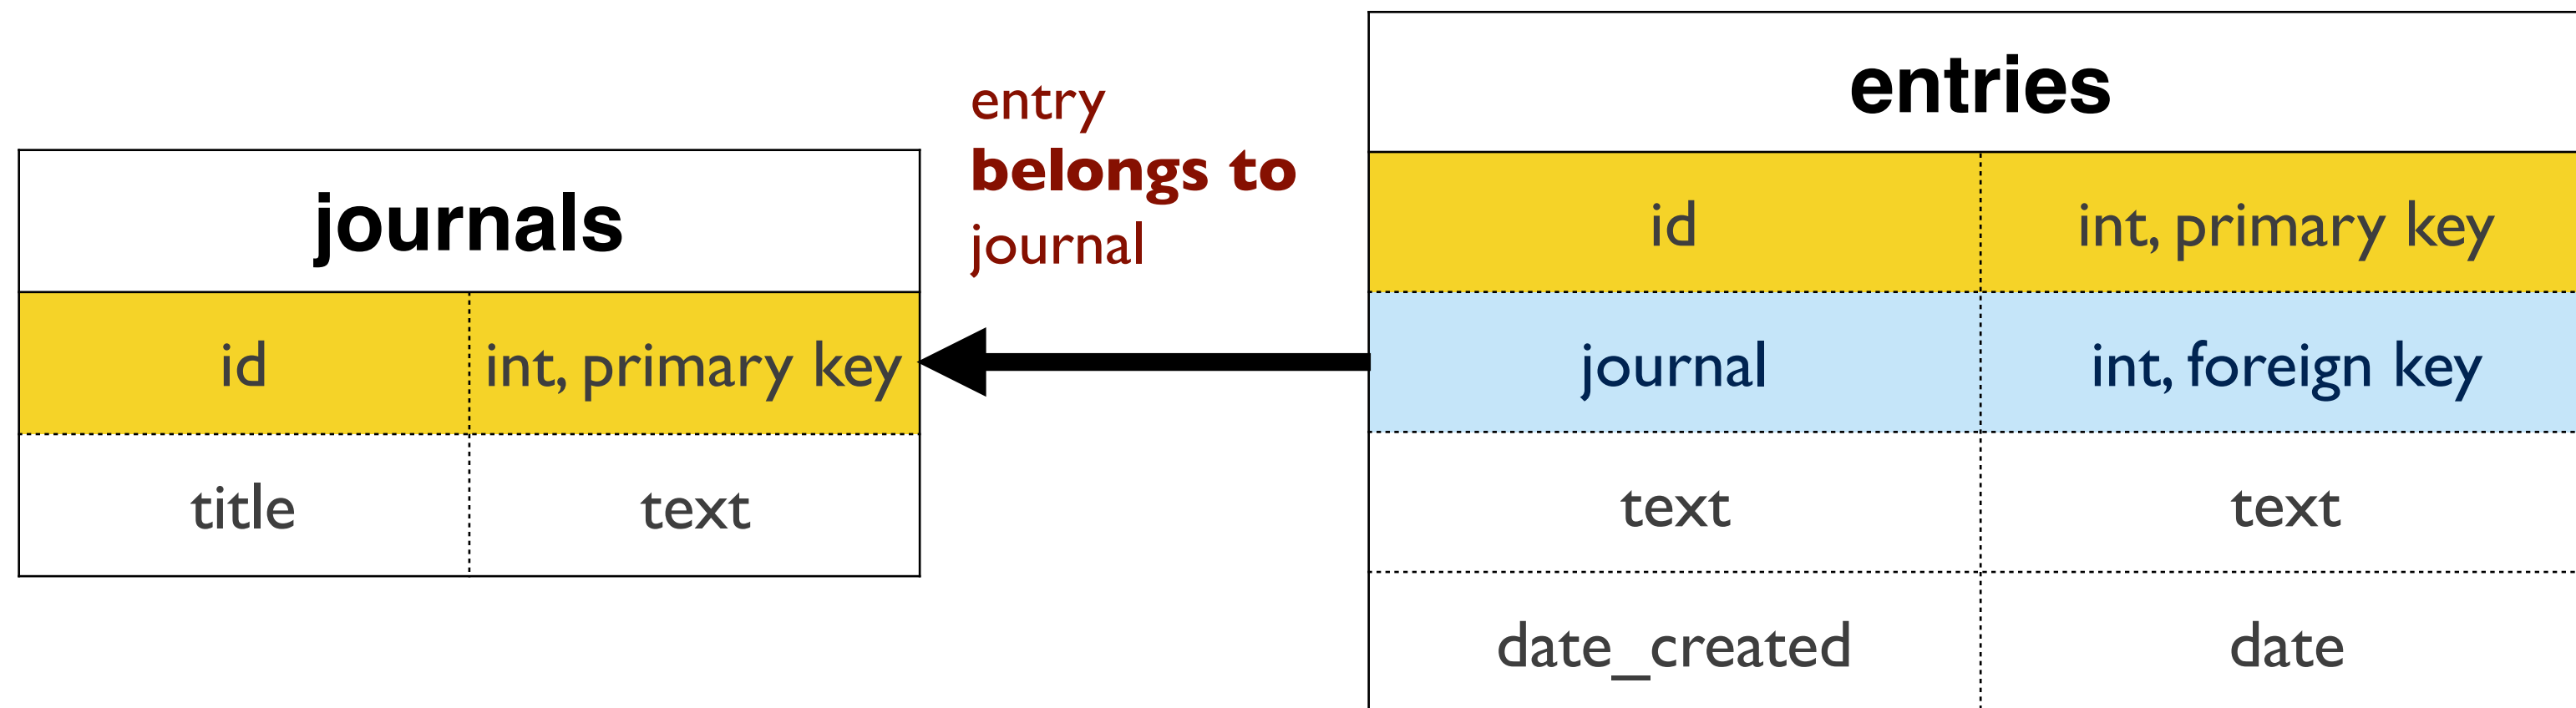 journals
id int, primary key
title text
entry
belongs to
journal
entries
id int, primary key
journal int, foreign key
text text
date_created date